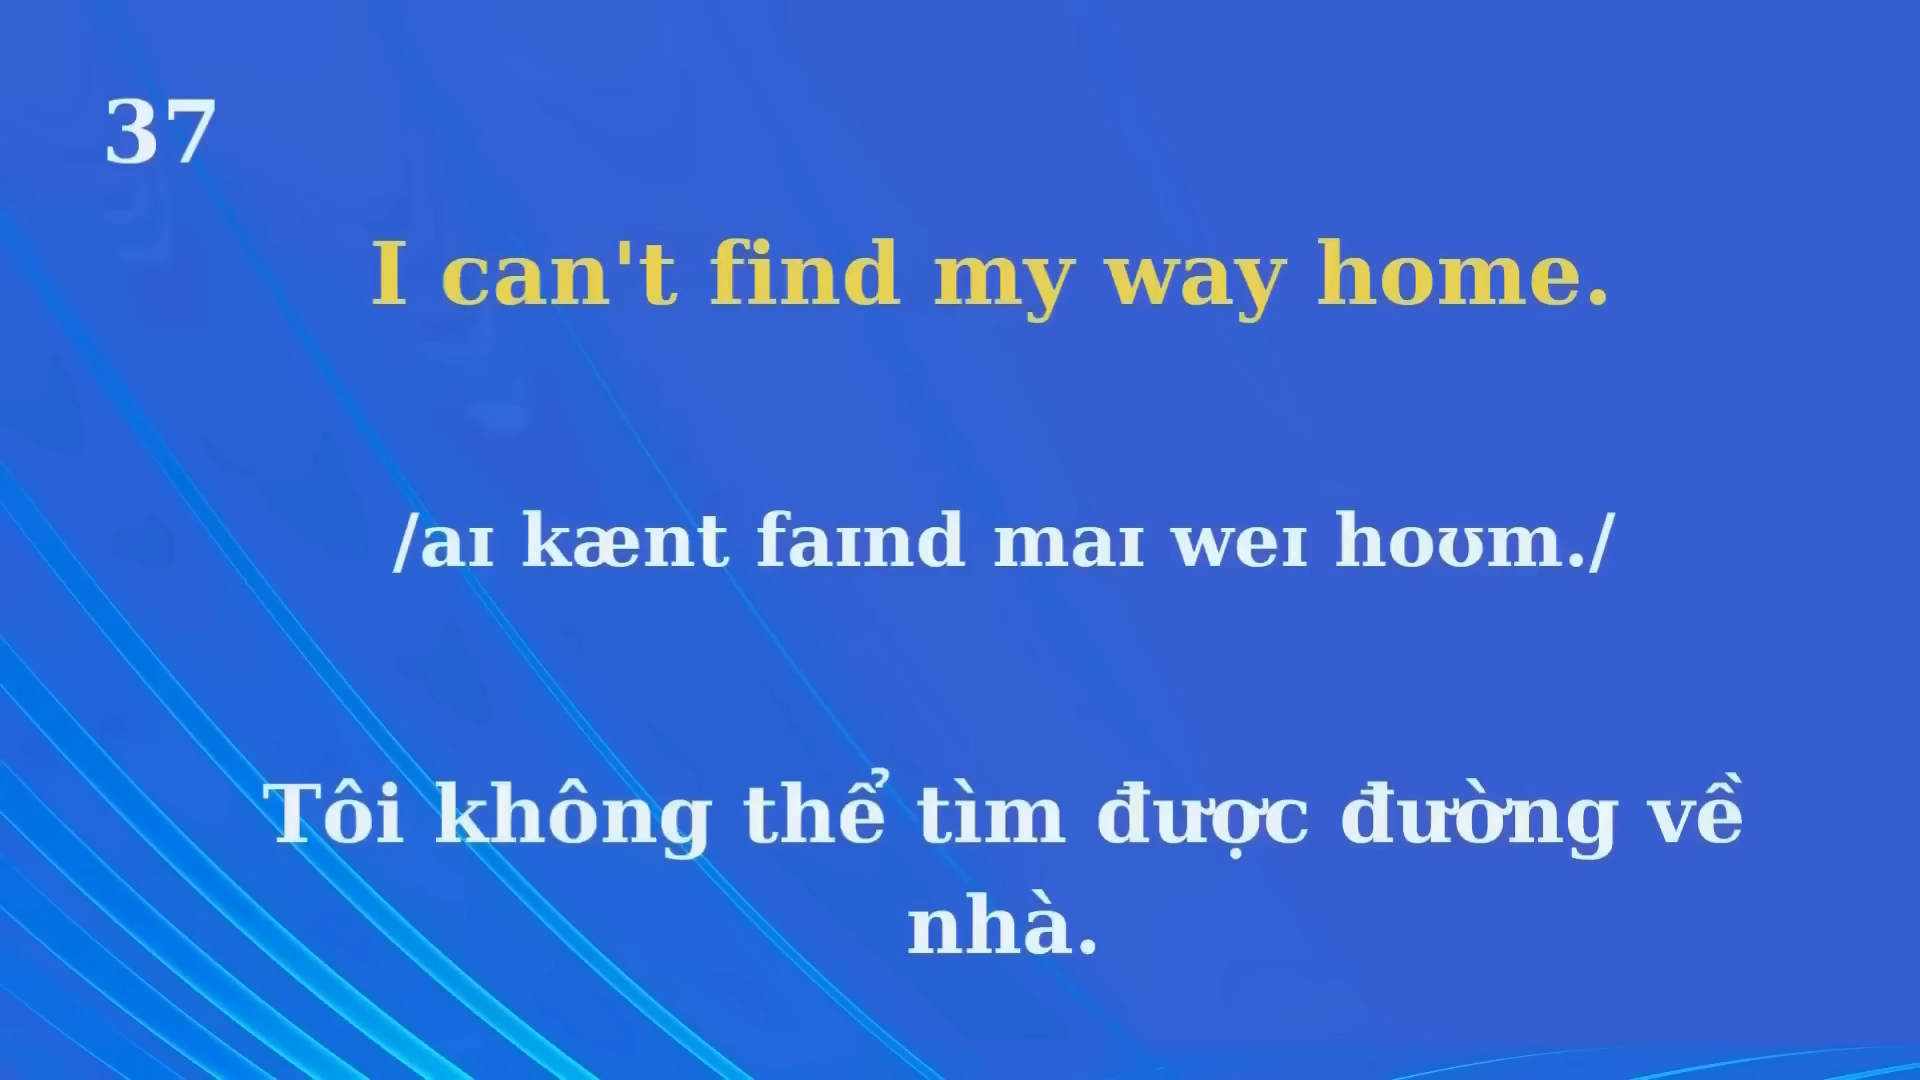 37
I can't find my way home.
/aɪ kænt faɪnd maɪ weɪ hoʊm./
Tôi không thể tìm được đường về
nhà.